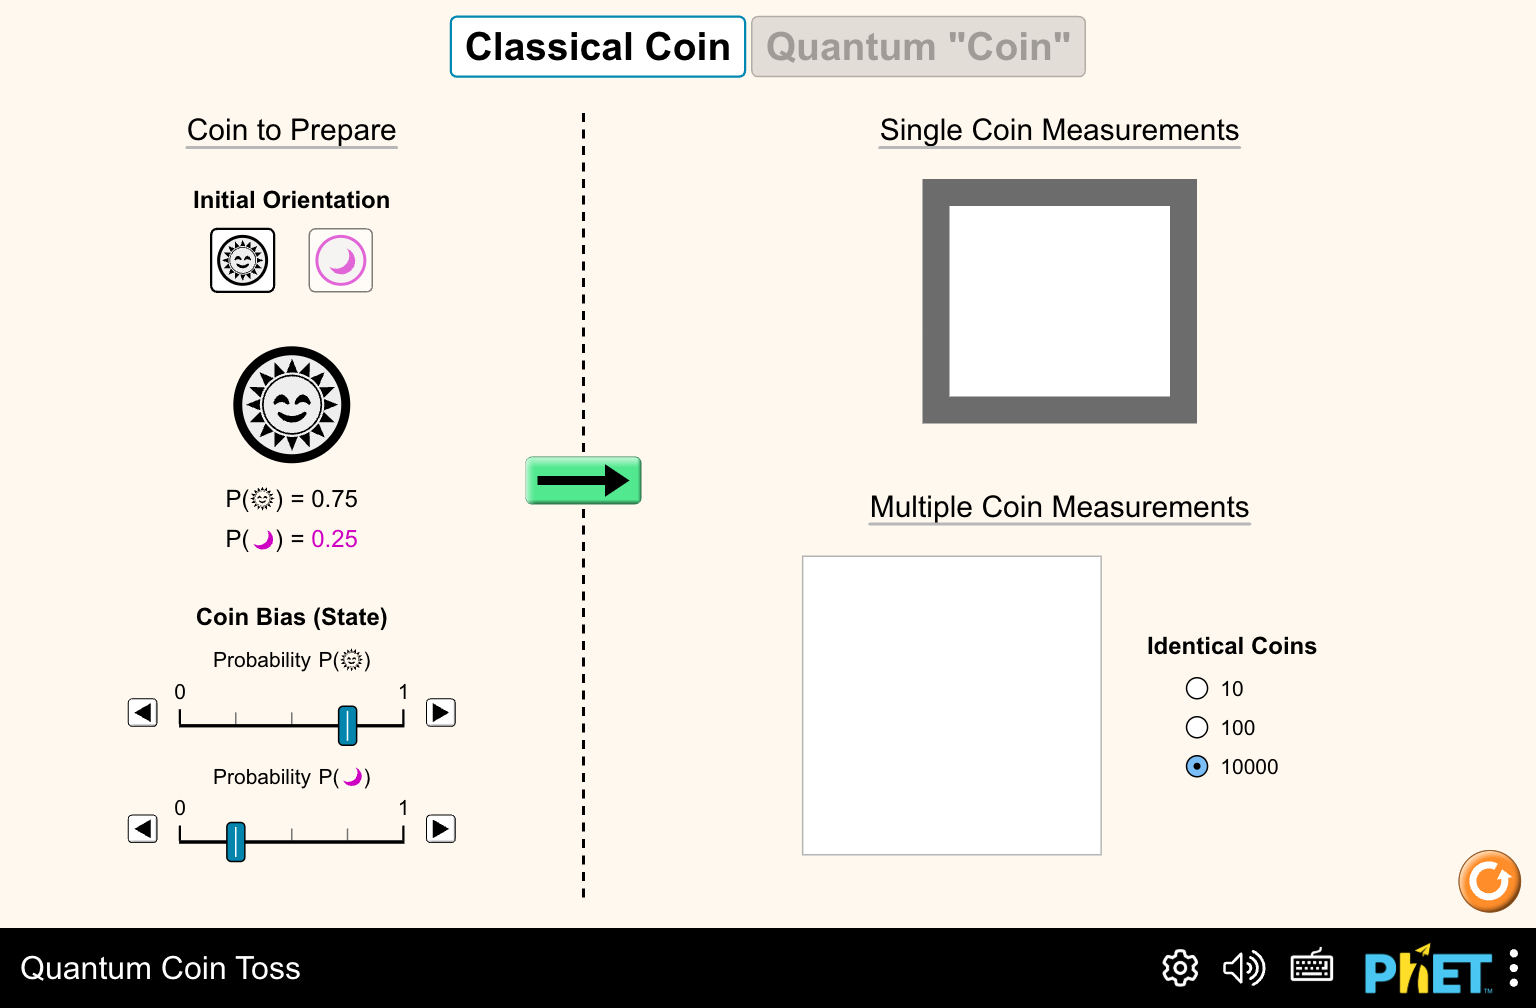 Classical Coin
Quantum "Coin"
Coin to Prepare
Initial Orientation
P( ) = 0.75
P( ) = 0.25
Coin Bias (State)
Probability P( )
0 1
Probability P( )
0 1
Single Coin Measurements
Multiple Coin Measurements
Identical Coins
10
100
10000
Quantum Coin Toss
PhET™